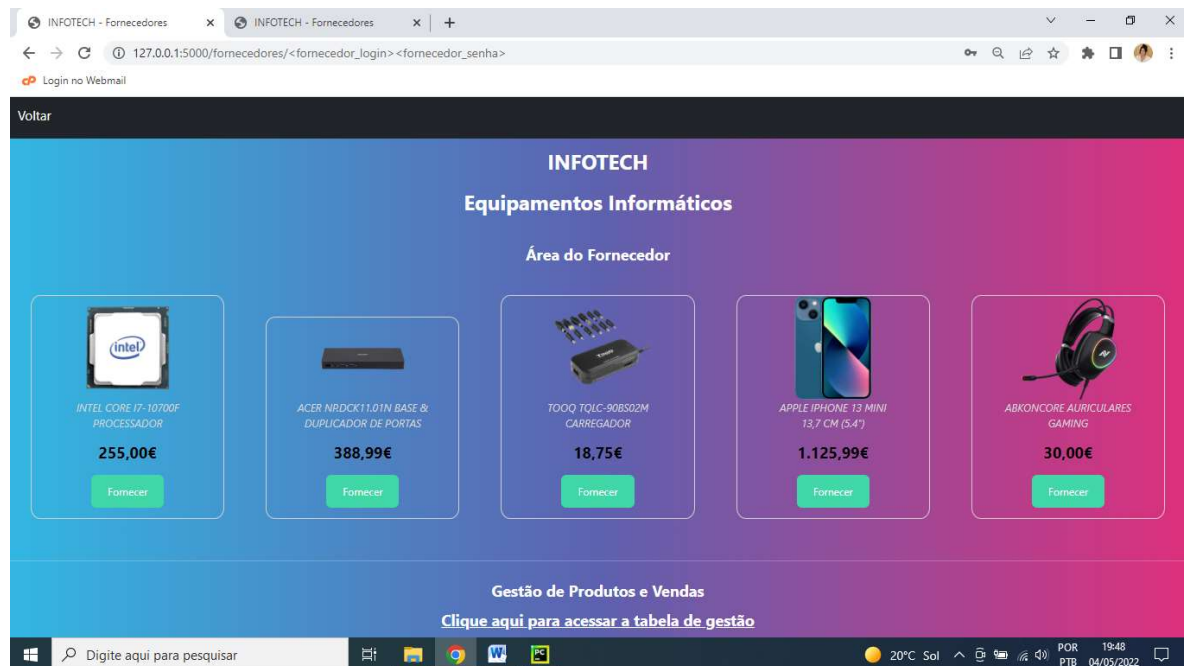 INFOTECH - Fornecedores
INFOTECH - Fornecedores
127.0.0.1:5000/fornecedores/<fornecedor_login><fornecedor_senha>
cP Login no Webmail
Voltar
INFOTECH
Equipamentos Informáticos
Área do Fornecedor
intel
INTEL CORE I7-10700F
PROCESSADOR
255,00€
Fornecer
ACER NP.DCK11.01N BASE &
DUPLICADOR DE PORTAS
388,99€
Fornecer
TOOQ TQLC-90BS02M
CARREGADOR
18,75€
Fornecer
APPLE IPHONE 13 MINI
13,7 CM (5.4")
1.125,99€
Fornecer
ABKONCORE AURICULARES
GAMING
30,00€
Fornecer
Gestão de Produtos e Vendas
Clique aqui para acessar a tabela de gestão
Digite aqui para pesquisar
W
PC
20°C Sol
POR
PTB
19:48
04/05/2022